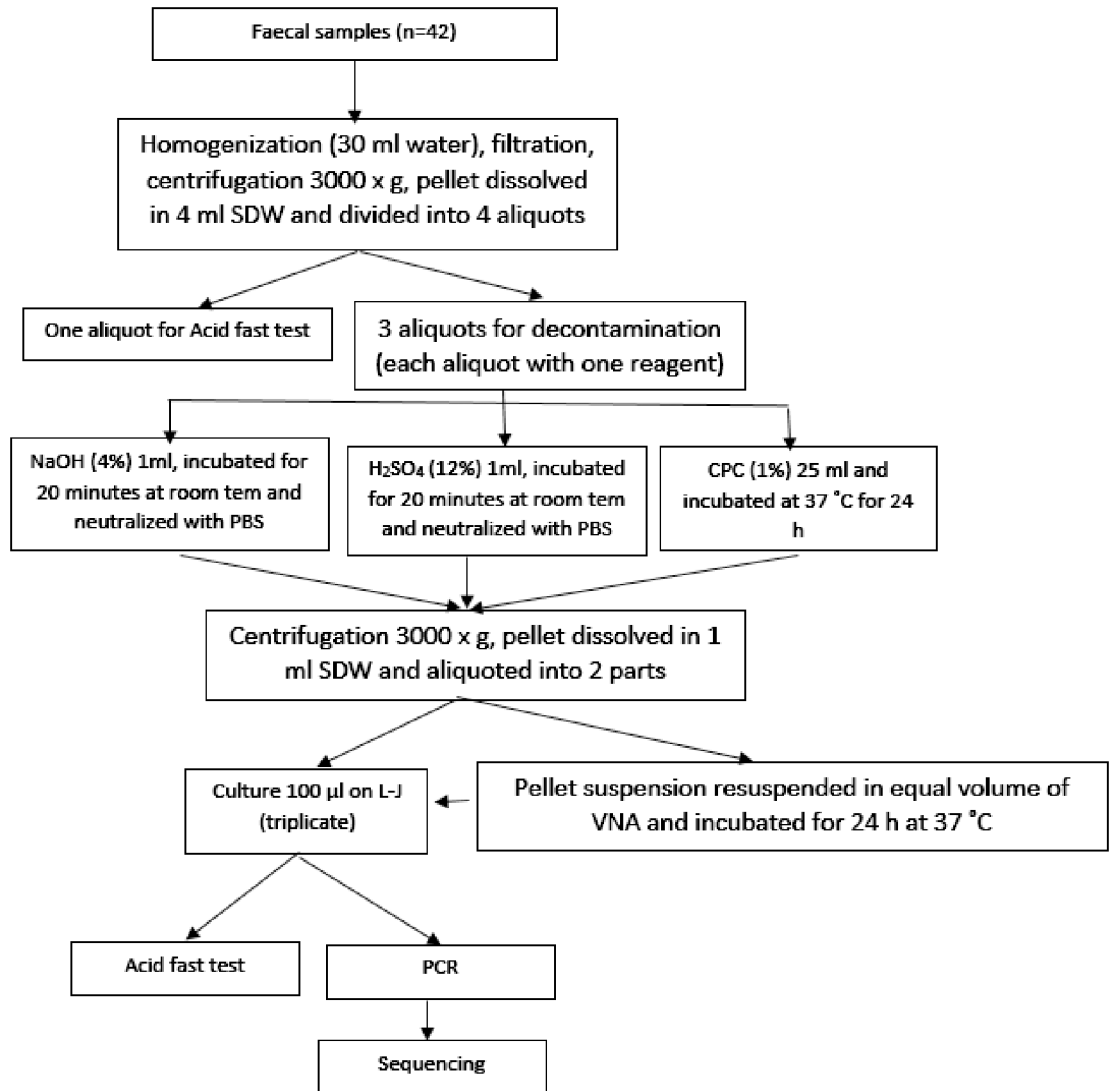 Faecal samples (n=42)
Homogenization (30 ml water), filtration,
centrifugation 3000 x g, pellet dissolved
in 4 ml SDW and divided into 4 aliquots
One aliquot for Acid fast test
3 aliquots for decontamination
(each aliquot with one reagent)
NaOH (4%) 1ml, incubated for
20 minutes at room tem and
neutralized with PBS
H₂SO₄ (12%) 1ml, incubated
for 20 minutes at room tem
and neutralized with PBS
CPC (1%) 25 ml and
incubated at 37 ˚C for 24
h
Centrifugation 3000 x g, pellet dissolved in 1
ml SDW and aliquoted into 2 parts
Culture 100 µl on L-J
(triplicate)
Pellet suspension resuspended in equal volume of
VNA and incubated for 24 h at 37 ˚C
Acid fast test
PCR
Sequencing